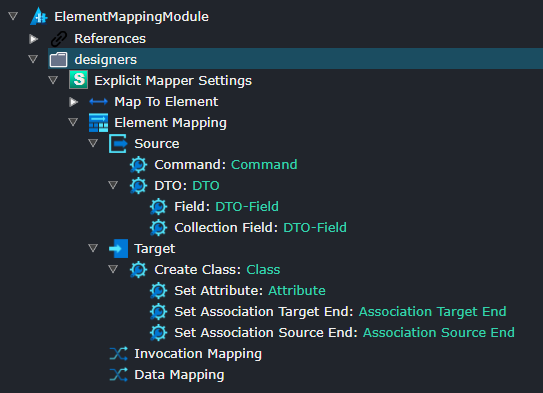 ElementMappingModule
References
designers
Explicit Mapper Settings
Map To Element
Element Mapping
Source
Command: Command
DTO: DTO
Field: DTO-Field
Collection Field: DTO-Field
Target
Create Class: Class
Set Attribute: Attribute
Set Association Target End: Association Target End
Set Association Source End: Association Source End
Invocation Mapping
Data Mapping